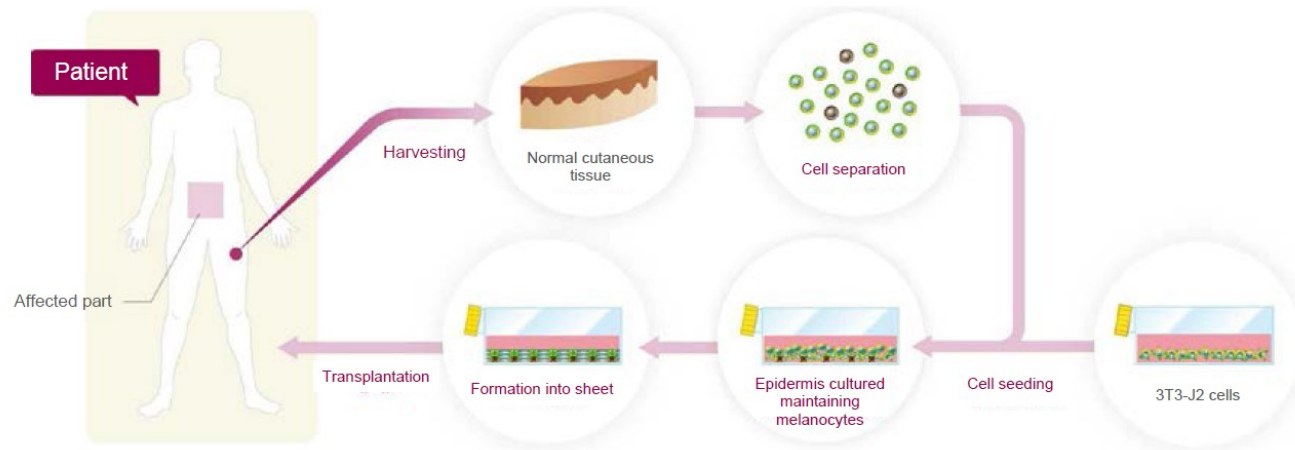 Patient
Harvesting
Normal cutaneous
tissue
Cell separation
Affected part
Transplantation
Formation into sheet
Epidermis cultured
maintaining
melanocytes
Cell seeding
3T3-J2 cells